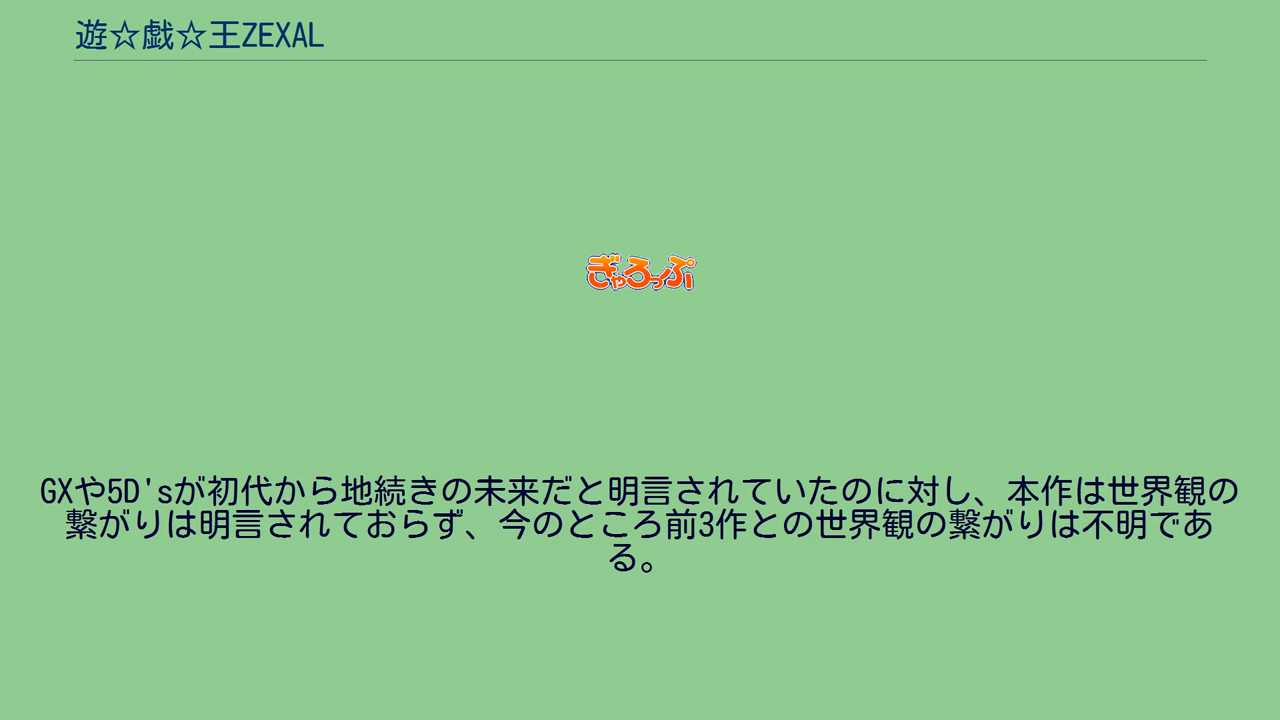 遊☆戯☆王ZEXAL
ぎゃろっぷ
GXや5D'sが初代から地続きの未来だと明言されていたのに対し、本作は世界観の
繋がりは明言されておらず、今のところ前3作との世界観の繋がりは不明であ
る。